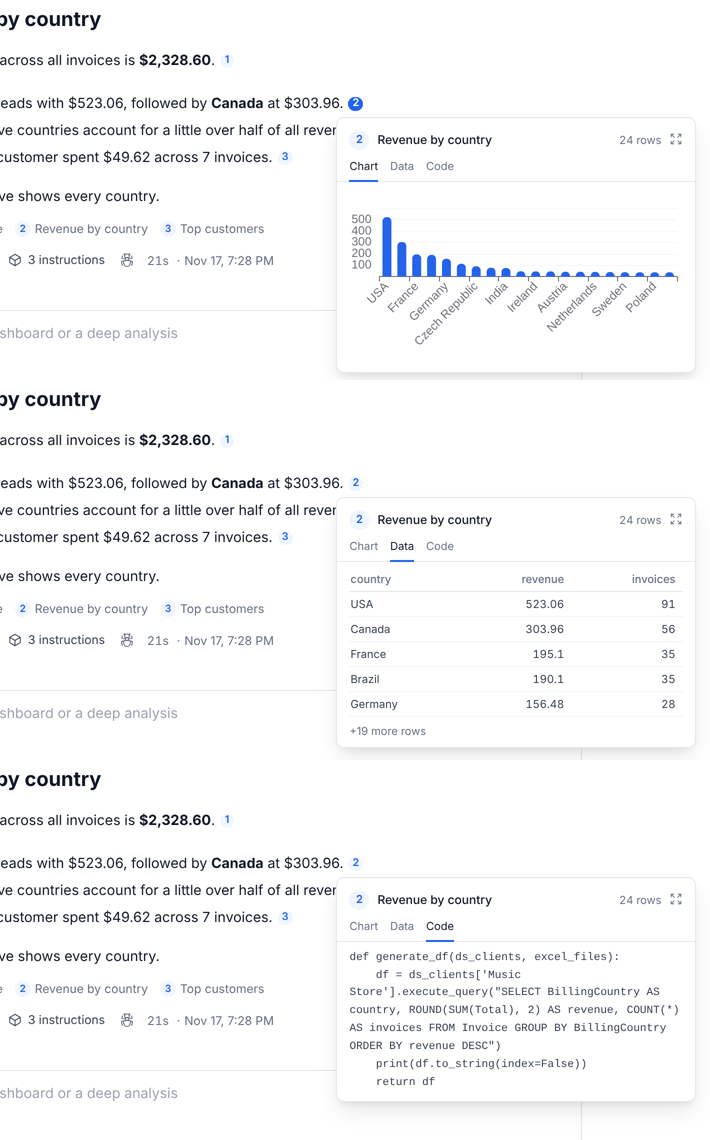 by country
across all invoices is $2,328.60. 1
eads with $523.06, followed by Canada at $303.96. 2
ve countries account for a little over half of all rever
customer spent $49.62 across 7 invoices. 3
ve shows every country.
e 2 Revenue by country 3 Top customers
3 instructions 21s · Nov 17, 7:28 PM
shboard or a deep analysis
2 Revenue by country 24 rows
Chart Data Code
500
400
300
200
100
USA
France
Germany
Czech Republic
India
Ireland
Austria
Netherlands
Sweden
Poland
by country
across all invoices is $2,328.60. 1
eads with $523.06, followed by Canada at $303.96. 2
ve countries account for a little over half of all rever
customer spent $49.62 across 7 invoices. 3
ve shows every country.
e 2 Revenue by country 3 Top customers
3 instructions 21s · Nov 17, 7:28 PM
shboard or a deep analysis
2 Revenue by country 24 rows
Chart Data Code
country revenue invoices
USA 523.06 91
Canada 303.96 56
France 195.1 35
Brazil 190.1 35
Germany 156.48 28
+19 more rows
by country
across all invoices is $2,328.60. 1
eads with $523.06, followed by Canada at $303.96. 2
ve countries account for a little over half of all rever
customer spent $49.62 across 7 invoices. 3
ve shows every country.
e 2 Revenue by country 3 Top customers
3 instructions 21s · Nov 17, 7:28 PM
shboard or a deep analysis
2 Revenue by country 24 rows
Chart Data Code
def generate_df(ds_clients, excel_files):
    df = ds_clients['Music
Store'].execute_query("SELECT BillingCountry AS
country, ROUND(SUM(Total), 2) AS revenue, COUNT(*)
AS invoices FROM Invoice GROUP BY BillingCountry
ORDER BY revenue DESC")
    print(df.to_string(index=False))
    return df